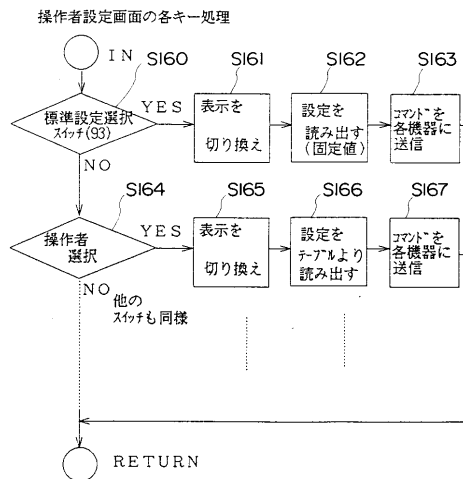 操作者設定画面の各キー処理
IN
S160
S161
S162
S163
標準設定選択
スイッチ(93)
YES
表示を
切り換え
設定を
読み出す
(固定値)
コマンドを
各機器に
送信
NO
S164
S165
S166
S167
操作者
選択
YES
表示を
切り換え
設定を
テーブルより
読み出す
コマンドを
各機器に
送信
NO
他の
スイッチも同様
RETURN